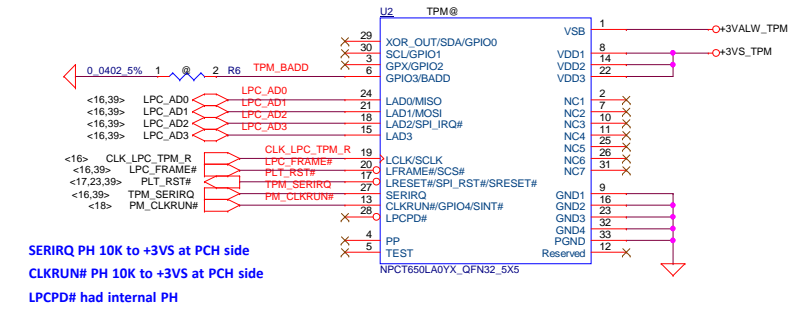 U2 TPM@
VSB 1 +3VALW_TPM
29 XOR_OUT/SDA/GPIO0
30 SCL/GPIO1 VDD1 8 +3VS_TPM
3 GPX/GPIO2 VDD2 14
0_0402_5% 1 @ 2 R6 TPM_BADD 6 GPIO3/BADD VDD3 22
<16,39> LPC_AD0 LPC_AD0 24 LAD0/MISO NC1 2
<16,39> LPC_AD1 LPC_AD1 21 LAD1/MOSI NC2 7
<16,39> LPC_AD2 LPC_AD2 18 LAD2/SPI_IRQ# NC3 10
<16,39> LPC_AD3 LPC_AD3 15 LAD3 NC4 11
NC5 25
<16> CLK_LPC_TPM_R CLK_LPC_TPM_R 19 LCLK/SCLK NC6 26
<16,39> LPC_FRAME# LPC_FRAME# 20 LFRAME#/SCS# NC7 31
<17,23,39> PLT_RST# PLT_RST# 17 LRESET#/SPI_RST#/SRESET#
<16,39> TPM_SERIRQ TPM_SERIRQ 27 SERIRQ GND1 9
<18> PM_CLKRUN# PM_CLKRUN# 13 CLKRUN#/GPIO4/SINT# GND2 16
28 LPCPD# GND3 23
GND4 32
4 PP PGND 33
5 TEST Reserved 12
NPCT650LA0YX_QFN32_5X5
SERIRQ PH 10K to +3VS at PCH side
CLKRUN# PH 10K to +3VS at PCH side
LPCPD# had internal PH